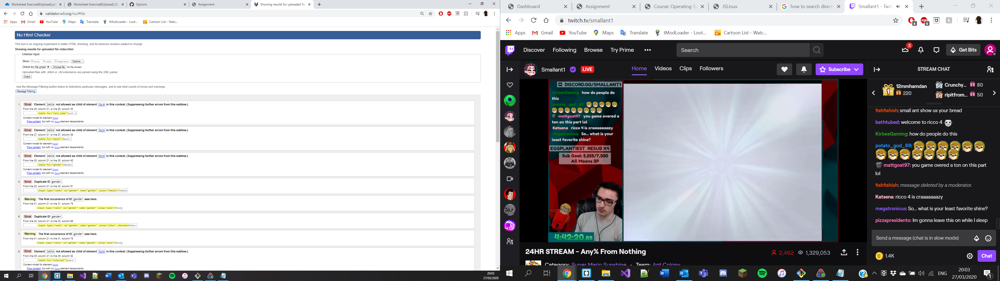 Worksheet Exercise8(Upload).pdf
Worksheet Exercise8(Upload) (2)
Options
Assignment
Showing results for uploaded file
validator.w3.org/nu/#file
Apps
Gmail
YouTube
Maps
Translate
tModLoader - Loot...
Cartoon List - Watc...
Nu Html Checker
This tool is an ongoing experiment in better HTML checking, and its behavior remains subject to change
Showing results for uploaded file index.html
Checker Input
Show source outline image report Options...
Check by file upload Choose file No file chosen
Uploaded files with .xhtml or .xht extensions are parsed using the XML parser.
Check
Use the Message Filtering button below to hide/show particular messages, and to see total counts of errors and warnings.
Message Filtering
1. Error Element lable not allowed as child of element form in this context. (Suppressing further errors from this subtree.)
From line 25, column 21; to line 25, column 43
<lable for="last_name">Last n
Content model for element form:
Flow content, but with no form element descendants.
2. Error Element lable not allowed as child of element form in this context. (Suppressing further errors from this subtree.)
From line 27, column 21; to line 27, column 39
<lable for="email">Email:
Content model for element form:
Flow content, but with no form element descendants.
3. Error Element lable not allowed as child of element form in this context. (Suppressing further errors from this subtree.)
From line 30, column 21; to line 30, column 40
<lable for="gender">Gender
Content model for element form:
Flow content, but with no form element descendants.
4. Error Duplicate ID gender.
From line 32, column 21; to line 32, column 81
<input type="radio" id="gender" name="gender" value="female">Female
5. Warning The first occurrence of ID gender was here.
From line 31, column 21; to line 31, column 79
<input type="radio" id="gender" name="gender" value="male">Male↩
6. Error Duplicate ID gender.
From line 33, column 21; to line 33, column 88
<input type="radio" id="gender" name="gender" value="other" checked>Other↩
7. Warning The first occurrence of ID gender was here.
From line 31, column 21; to line 31, column 79
<input type="radio" id="gender" name="gender" value="male">Male↩
8. Error Element lable not allowed as child of element form in this context. (Suppressing further errors from this subtree.)
From line 35, column 21; to line 35, column 42
<lable for="internet">heard
Content model for element form:
Flow content, but with no form element descendants.
20:03
27/03/2020
Dashboard
Assignment
Course: Operating Sy
JSLinux
how to search direct
Smallant1 - Twit
twitch.tv/smallant1
4
4
Apps
Gmail
YouTube
Maps
Translate
tModLoader - Loot...
Cartoon List - Watc...
Discover
Following
Browse
Try Prime
Search
3
Get Bits
Smallant1
LIVE
Home
Videos
Clips
Followers
Subscribe
STREAM CHAT
DISCORD.GG/SMALLANT1
KirbeeGaming how do people do
this
potato_god_69
mattgoat97 you game overed a
ton on this part lol
Katsena ricco 4 is craaaaaaazy
megatronicus So... what is your
least favorite shine?
EGGPLANTIEST RESUB X4
Sub Goal: 5,255/7,300
All Moons 2P
4:42:20.88
1
12mmhamdan
220
2
Crunchy...
80
3
ripitfrom...
50
fishfishish: small ant show us your bread
bathtubed: welcome to ricco 4
KirbeeGaming: how do people do this
potato_god_69:
mattgoat97: you game overed a ton on this part
lol
fishfishish: message deleted by a moderator.
Katsena: ricco 4 is craaaaaaazy
megatronicus: So... what is your least favorite shine?
pizzapresidento: Im gonna leave this on while I sleep
Send a message (chat is in slow mode)
1.4K
Chat
24HR STREAM - Any% From Nothing
2,462
1,329,053
Category: Super Mario Sunshine
Team: Ant Colony
ENG
20:03
27/03/2020
1